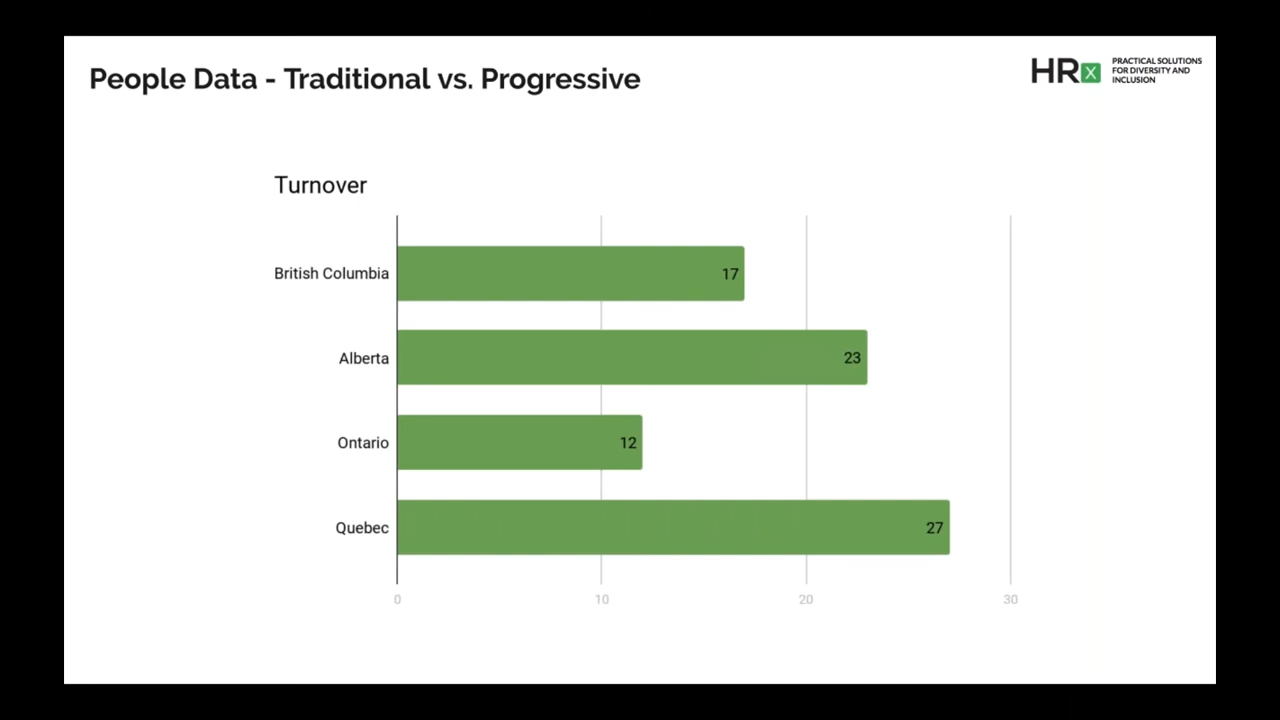 People Data - Traditional vs. Progressive
HRX
PRACTICAL SOLUTIONS
FOR DIVERSITY AND
INCLUSION
Turnover
British Columbia 17
Alberta 23
Ontario 12
Quebec 27
0 10 20 30